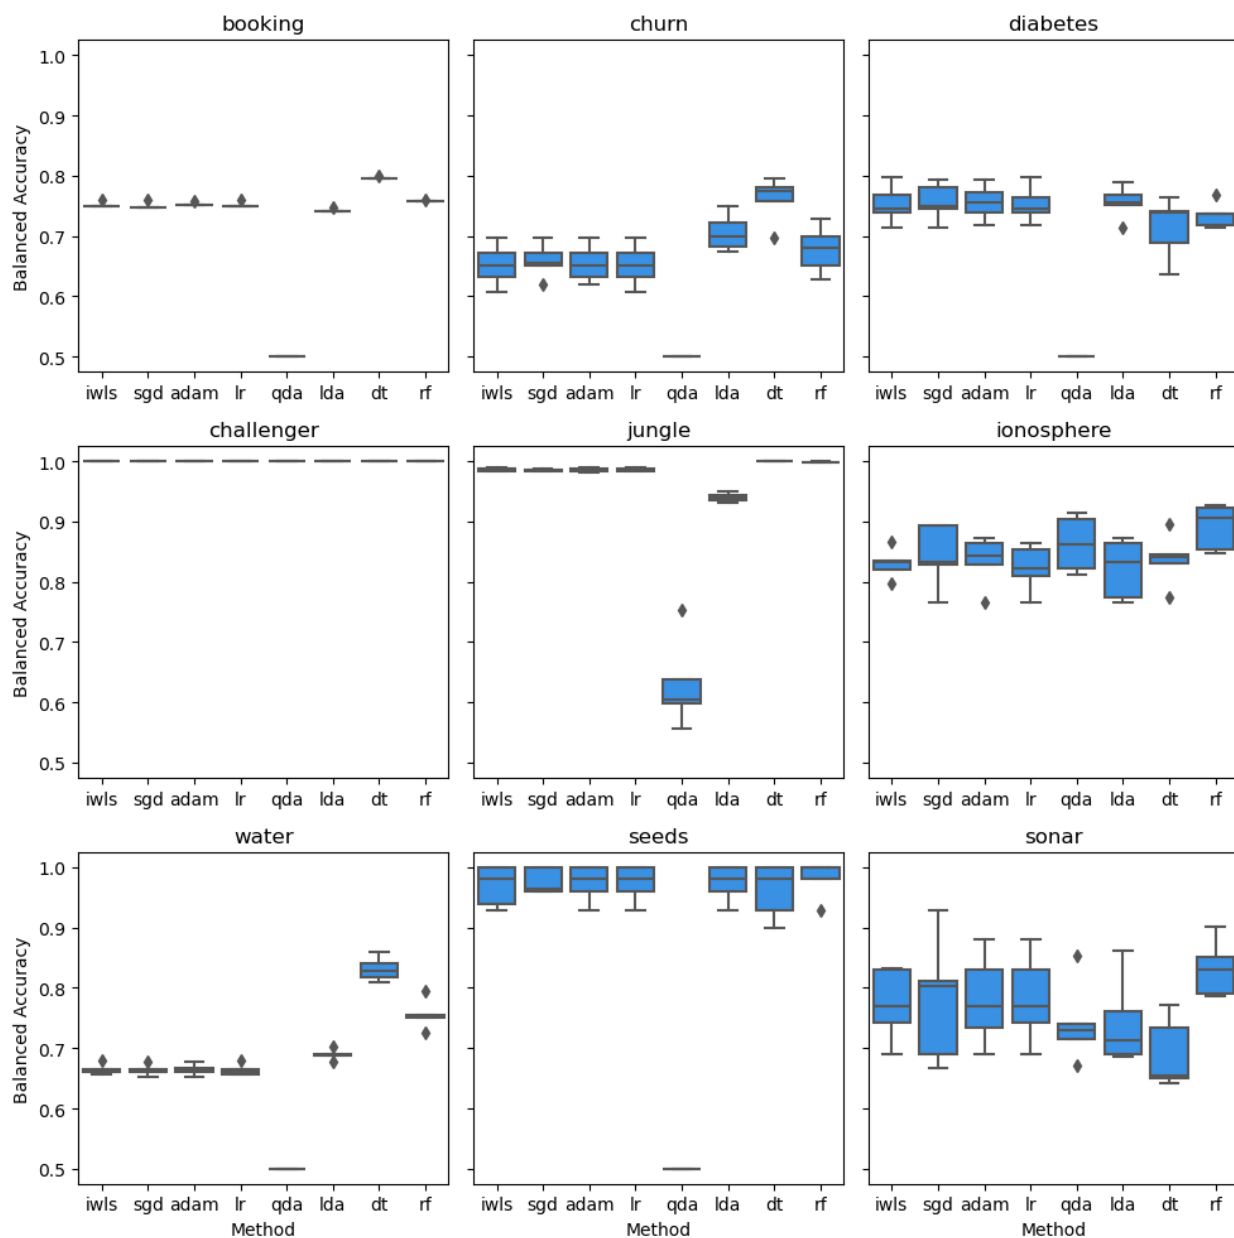 booking churn diabetes
Balanced Accuracy
1.0
0.9
0.8
0.7
0.6
0.5
iwls sgd adam lr qda lda dt rf
iwls sgd adam lr qda lda dt rf
iwls sgd adam lr qda lda dt rf
challenger jungle ionosphere
Balanced Accuracy
1.0
0.9
0.8
0.7
0.6
0.5
iwls sgd adam lr qda lda dt rf
iwls sgd adam lr qda lda dt rf
iwls sgd adam lr qda lda dt rf
water seeds sonar
Balanced Accuracy
1.0
0.9
0.8
0.7
0.6
0.5
iwls sgd adam lr qda lda dt rf
iwls sgd adam lr qda lda dt rf
iwls sgd adam lr qda lda dt rf
Method Method Method